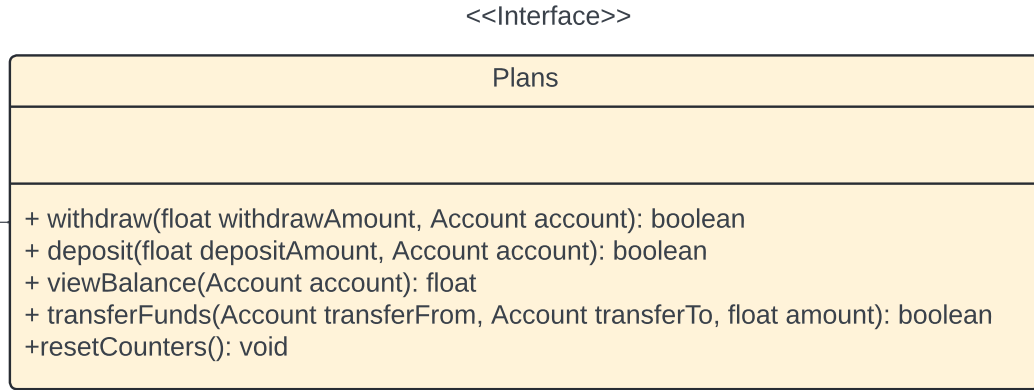 <<Interface>>
Plans
+ withdraw(float withdrawAmount, Account account): boolean
+ deposit(float depositAmount, Account account): boolean
+ viewBalance(Account account): float
+ transferFunds(Account transferFrom, Account transferTo, float amount): boolean
+resetCounters(): void